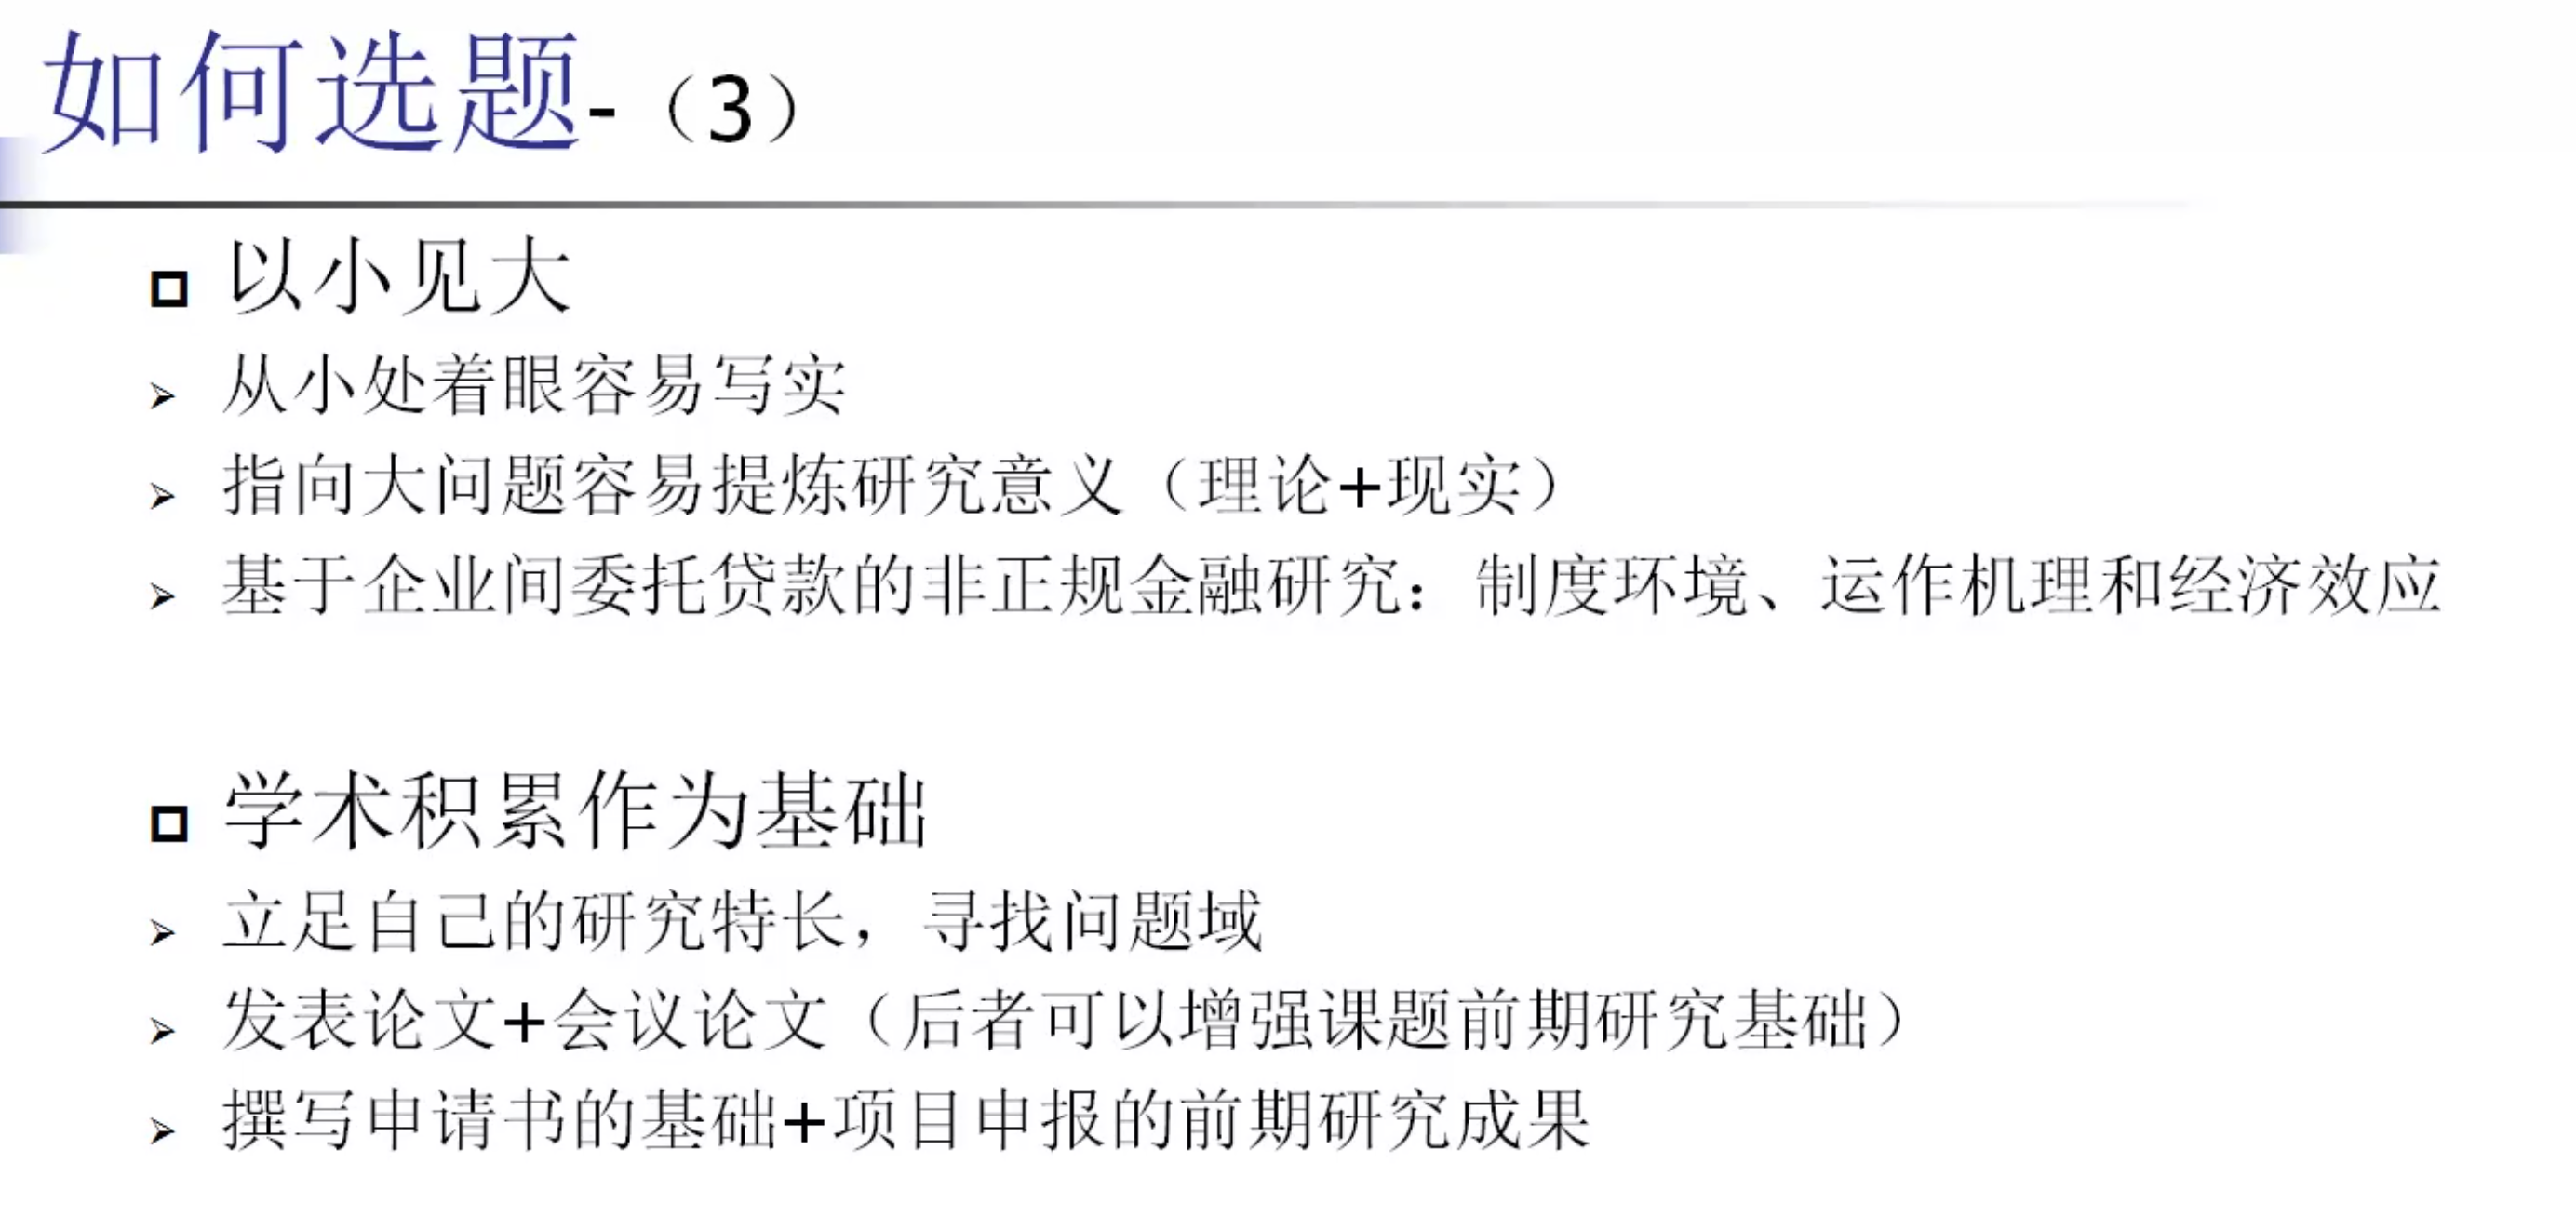 如何选题-（3）
以小见大
从小处着眼容易写实
指向大问题容易提炼研究意义（理论+现实）
基于企业间委托贷款的非正规金融研究：制度环境、运作机理和经济效应
学术积累作为基础
立足自己的研究特长，寻找问题域
发表论文+会议论文（后者可以增强课题前期研究基础）
撰写申请书的基础+项目申报的前期研究成果